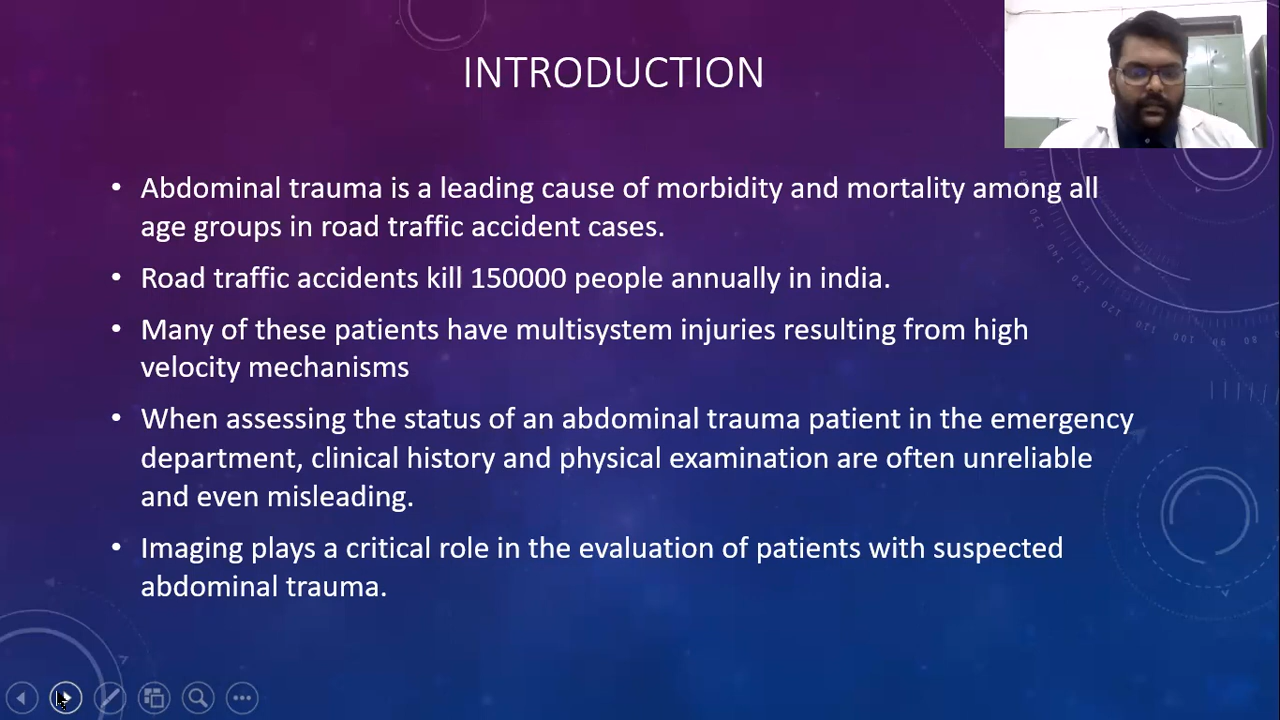 INTRODUCTION
• Abdominal trauma is a leading cause of morbidity and mortality among all
age groups in road traffic accident cases.
• Road traffic accidents kill 150000 people annually in india.
• Many of these patients have multisystem injuries resulting from high
velocity mechanisms
• When assessing the status of an abdominal trauma patient in the emergency
department, clinical history and physical examination are often unreliable
and even misleading.
• Imaging plays a critical role in the evaluation of patients with suspected
abdominal trauma.